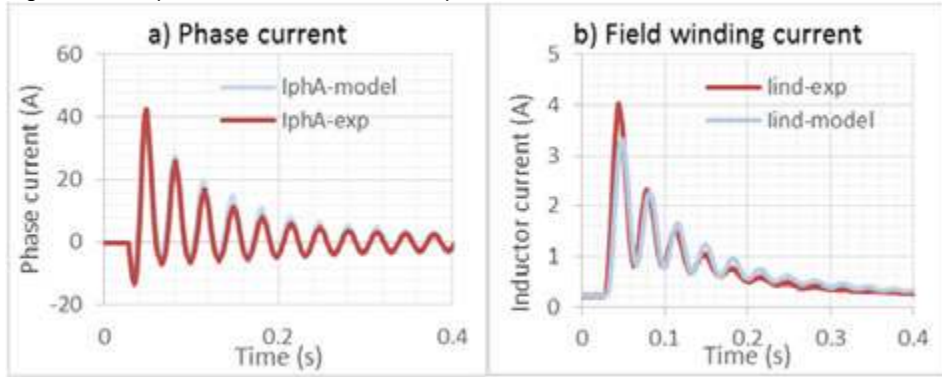 a) Phase current
60
40
20
0
-20
Phase current (A)
IphA-model
IphA-exp
0
0.2
0.4
Time (s)
b) Field winding current
5
4
3
2
1
0
Inductor current (A)
Iind-exp
Iind-model
0
0.1
0.2
0.3
0.4
Time (s)